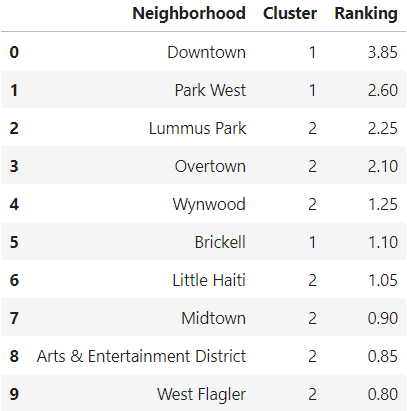 Neighborhood Cluster Ranking
0 Downtown 1 3.85
1 Park West 1 2.60
2 Lummus Park 2 2.25
3 Overtown 2 2.10
4 Wynwood 2 1.25
5 Brickell 1 1.10
6 Little Haiti 2 1.05
7 Midtown 2 0.90
8 Arts & Entertainment District 2 0.85
9 West Flagler 2 0.80